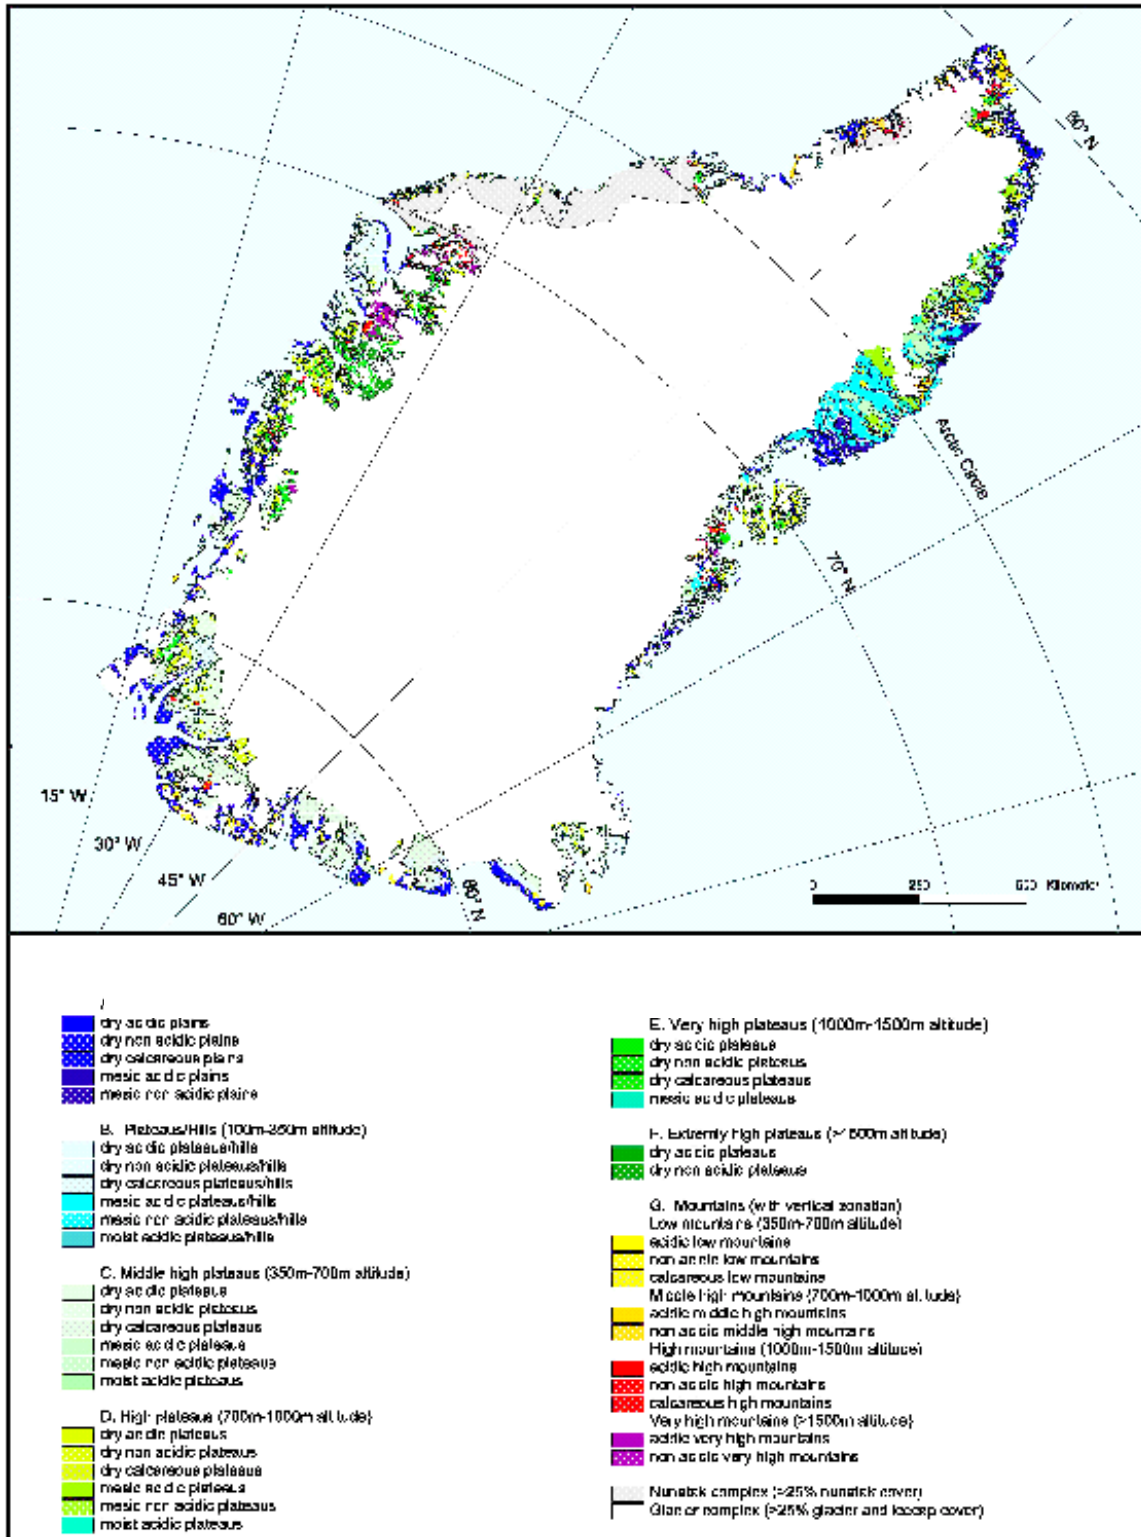 60° N
Arctic Circle
70° N
15° W
30° W
45° W
60° W
80° N
0 250 500 Kilometer
dry acidic plains
dry non acidic plains
dry calcareous plains
mesic acidic plains
mesic non acidic plains
B. Plateaus/Hills (100m-350m altitude)
dry acidic plateaus/hills
dry non acidic plateaus/hills
dry calcareous plateaus/hills
mesic acidic plateaus/hills
mesic non acidic plateaus/hills
moist acidic plateaus/hills
C. Middle high plateaus (350m-700m altitude)
dry acidic plateaus
dry non acidic plateaus
dry calcareous plateaus
mesic acidic plateaus
mesic non acidic plateaus
moist acidic plateaus
D. High plateaus (700m-1000m altitude)
dry acidic plateaus
dry non acidic plateaus
dry calcareous plateaus
mesic acidic plateaus
mesic non acidic plateaus
moist acidic plateaus
E. Very high plateaus (1000m-1500m altitude)
dry acidic plateaus
dry non acidic plateaus
dry calcareous plateaus
mesic acidic plateaus
F. Extremly high plateaus (>1500m altitude)
dry acidic plateaus
dry non acidic plateaus
G. Mountains (with vertical zonation)
Low mountains (350m-700m altitude)
acidic low mountains
non acidic low mountains
calcareous low mountains
Middle high mountains (700m-1000m altitude)
acidic middle high mountains
non acidic middle high mountains
High mountains (1000m-1500m altitude)
acidic high mountains
non acidic high mountains
calcareous high mountains
Very high mountains (>1500m altitude)
acidic very high mountains
non acidic very high mountains
Nunatak complex (>25% nunatak cover)
Glacier complex (>25% glacier and icecap cover)